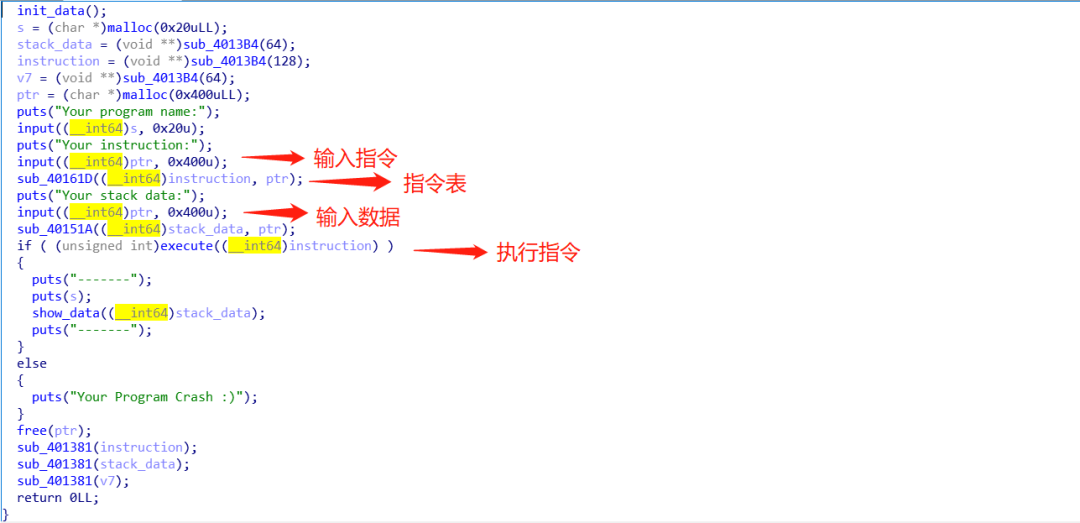 init_data();
s = (char *)malloc(0x20uLL);
stack_data = (void **)sub_4013B4(64);
instruction = (void **)sub_4013B4(128);
v7 = (void **)sub_4013B4(64);
ptr = (char *)malloc(0x400uLL);
puts("Your program name:");
input((__int64)s, 0x20u);
puts("Your instruction:");
input((__int64)ptr, 0x400u); 输入指令
sub_40161D((__int64)instruction, ptr); 指令表
puts("Your stack data:");
input((__int64)ptr, 0x400u); 输入数据
sub_40151A((__int64)stack_data, ptr);
if ( (unsigned int)execute((__int64)instruction) ) 执行指令
{
puts("-------");
puts(s);
show_data((__int64)stack_data);
puts("-------");
}
else
{
puts("Your Program Crash :)");
}
free(ptr);
sub_401381(instruction);
sub_401381(stack_data);
sub_401381(v7);
return 0LL;
}